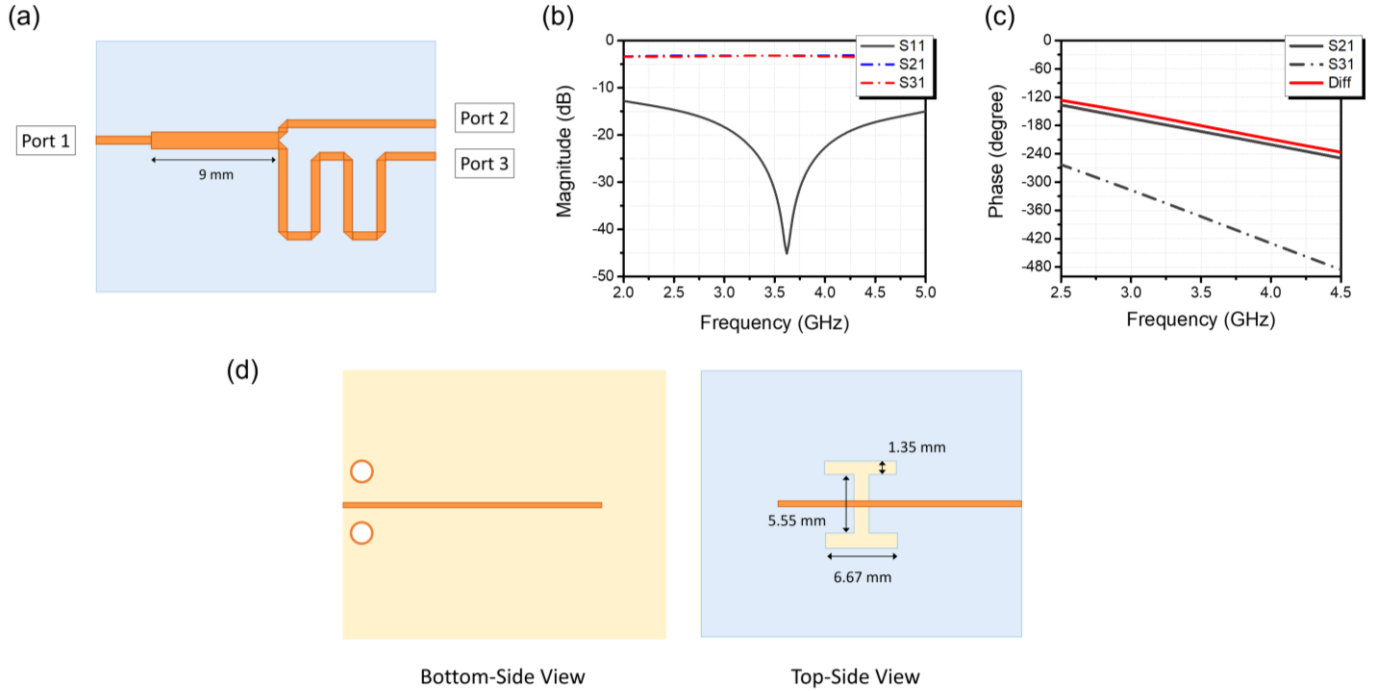 (a)
Port 1
9 mm
Port 2
Port 3
(b)
0
-10
-20
-30
-40
-50
Magnitude (dB)
2.0 2.5 3.0 3.5 4.0 4.5 5.0
Frequency (GHz)
S11
S21
S31
(c)
0
-60
-120
-180
-240
-300
-360
-420
-480
Phase (degree)
2.5 3.0 3.5 4.0 4.5
Frequency (GHz)
S21
S31
Diff
(d)
1.35 mm
5.55 mm
6.67 mm
Bottom-Side View
Top-Side View